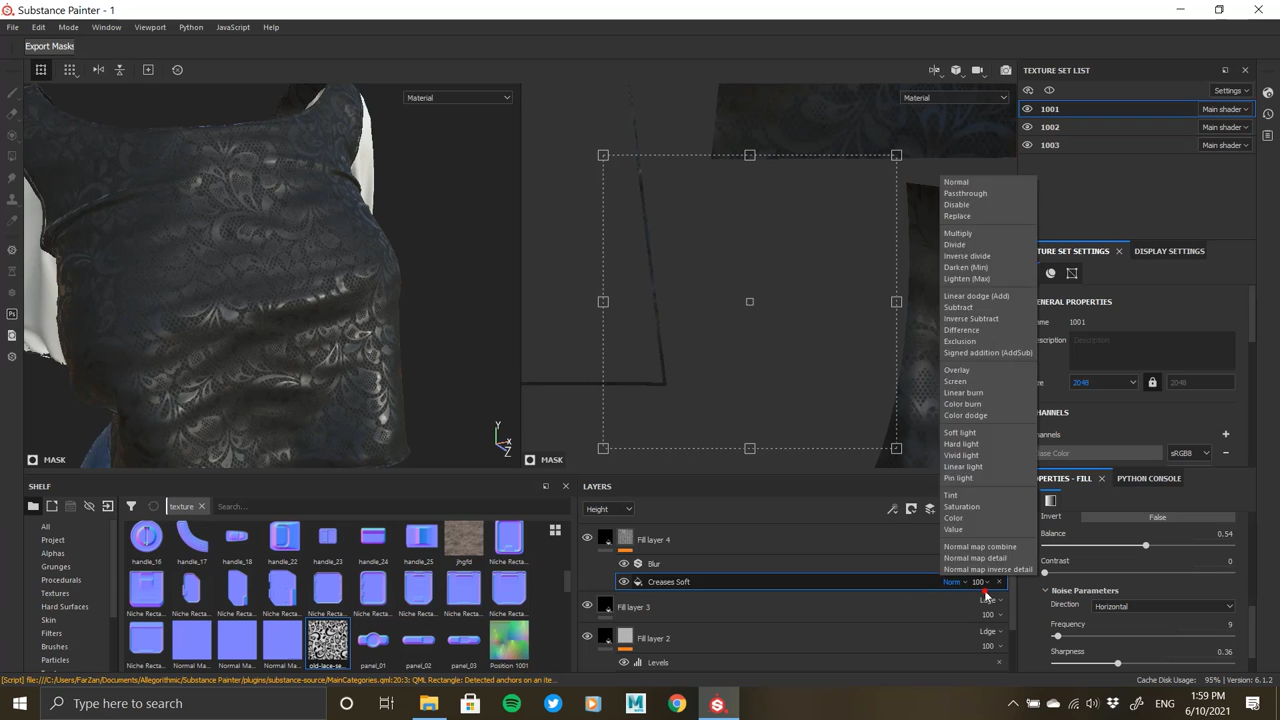 Substance Painter - 1
File Edit Mode Window Viewport Python JavaScript Help
Export Masks
Material
Material
MASK
MASK
Y
X
Z
Normal
Passthrough
Disable
Replace
Multiply
Divide
Inverse divide
Darken (Min)
Lighten (Max)
Linear dodge (Add)
Subtract
Inverse Subtract
Difference
Exclusion
Signed addition (AddSub)
Overlay
Screen
Linear burn
Color burn
Color dodge
Soft light
Hard light
Vivid light
Linear light
Pin light
Tint
Saturation
Color
Value
Normal map combine
Normal map detail
Normal map inverse detail
TEXTURE SET LIST
Settings
1001 Main shader
1002 Main shader
1003 Main shader
URE SET SETTINGS DISPLAY SETTINGS
ENERAL PROPERTIES
ame 1001
escription Description
ze 2048 2048
HANNELS
hannels
ase Color sRGB8
OPERTIES - FILL PYTHON CONSOLE
Invert False
Balance 0.54
Contrast 0
Noise Parameters
Direction Horizontal
Frequency 9
Sharpness 0.36
SHELF
texture Search...
All
Project
Alphas
Grunges
Procedurals
Textures
Hard Surfaces
Skin
Filters
Brushes
Particles
handle_16 handle_17 handle_22 handle_24 handle_25 jhgfd Niche Recta...
Niche Recta... Niche Recta... Niche Recta... Niche Recta... Niche Recta... Niche Recta... Niche Recta...
Niche Recta... Normal Ma... Normal Ma... old-lace-se... panel_01 panel_02 panel_03 Position 1001
LAYERS
Height
Fill layer 4
Blur
Creases Soft Norm 100
Fill layer 3 Ldge
100
Fill layer 2 Ldge
100
Levels
[Script] file:///C:/Users/FarZan/Documents/Allegorithmic/Substance Painter/plugins/substance-source/MainCategories.qml:20:3: QML Rectangle: Detected anchors on an ite...
Cache Disk Usage: 95% | Version: 6.1.2
Type here to search
1:59 PM
6/10/2021